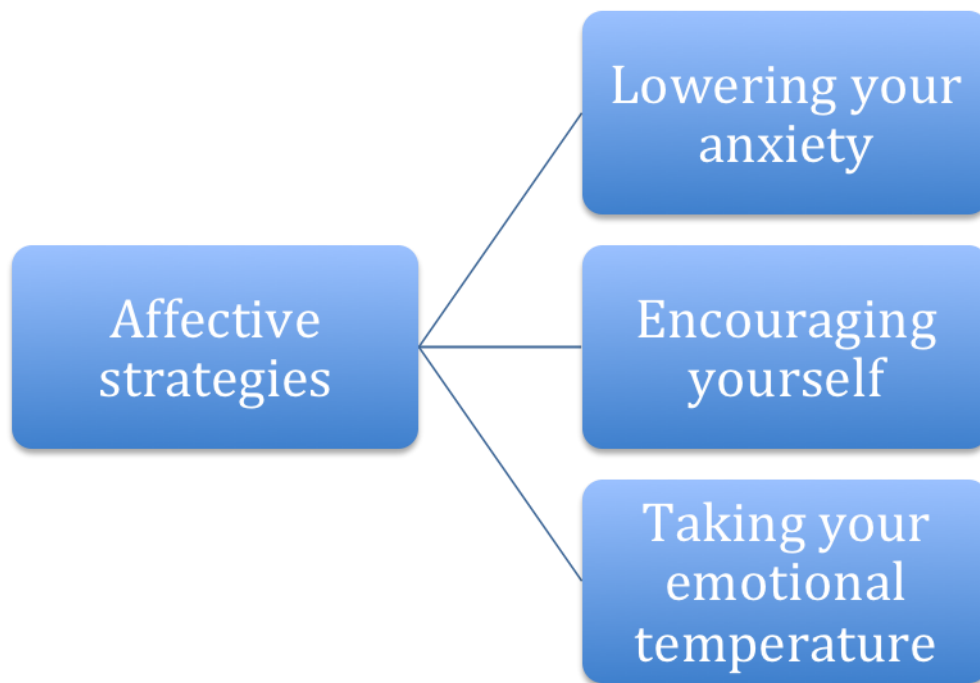 Affective
strategies
Lowering your
anxiety
Encouraging
yourself
Taking your
emotional
temperature